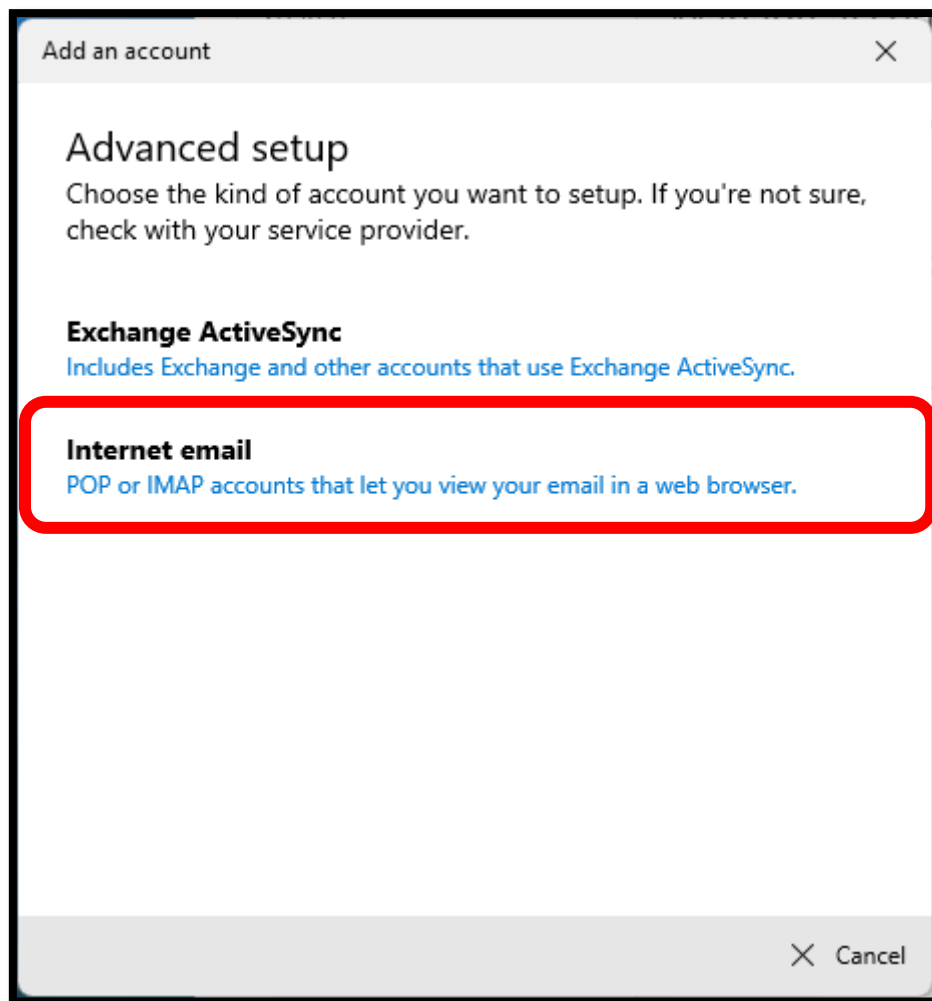 Add an account
Advanced setup
Choose the kind of account you want to setup. If you're not sure,
check with your service provider.
Exchange ActiveSync
Includes Exchange and other accounts that use Exchange ActiveSync.
Internet email
POP or IMAP accounts that let you view your email in a web browser.
Cancel